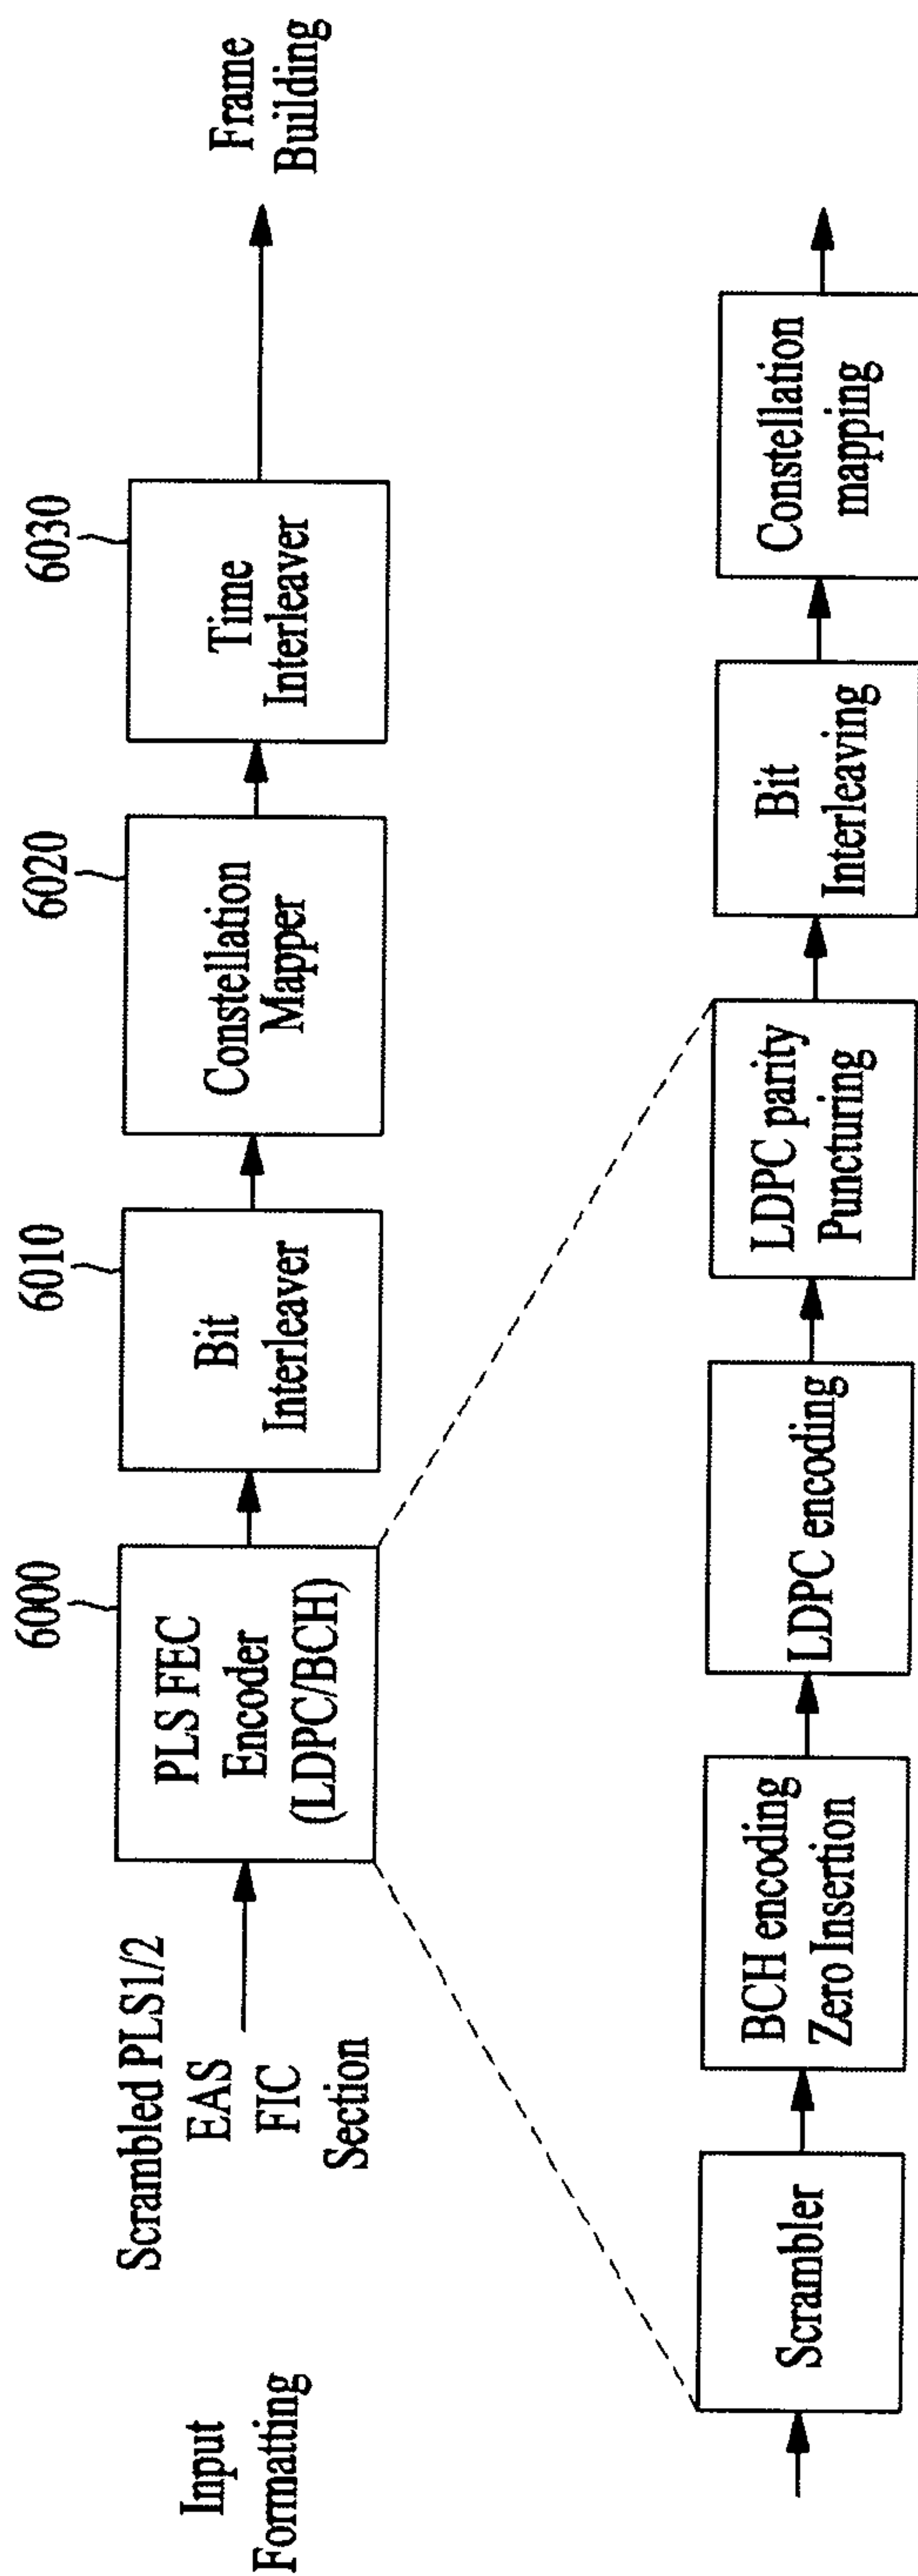 Input
Formatting
Scrambled PLS1/2
EAS
FIC
Section
6000
PLS FEC
Encoder
(LDPC/BCH)
6010
Bit
Interleaver
6020
Constellation
Mapper
6030
Time
Interleaver
Frame
Building
Scrambler
BCH encoding
Zero Insertion
LDPC encoding
LDPC parity
Puncturing
Bit
Interleaving
Constellation
mapping